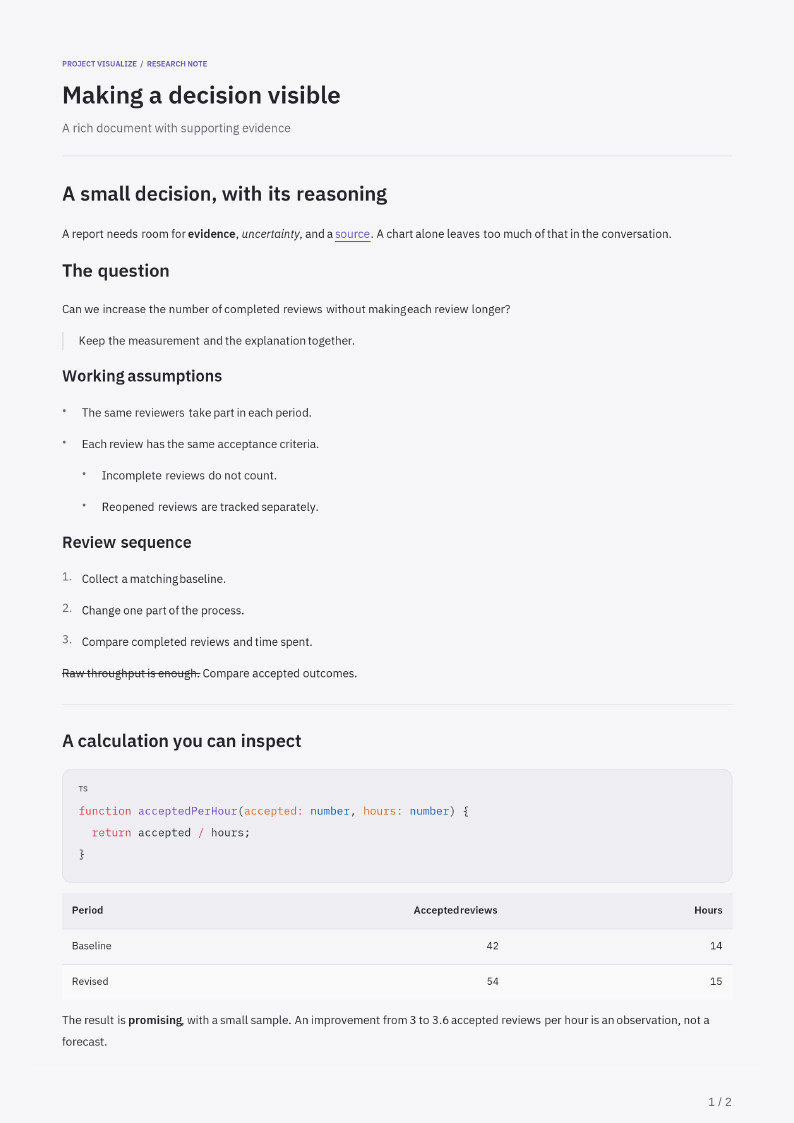 PROJECT VISUALIZE / RESEARCH NOTE
Making a decision visible
A rich document with supporting evidence
A small decision, with its reasoning
A report needs room for evidence, uncertainty, and a source. A chart alone leaves too much of that in the conversation.
The question
Can we increase the number of completed reviews without making each review longer?
Keep the measurement and the explanation together.
Working assumptions
• The same reviewers take part in each period.
• Each review has the same acceptance criteria.
• Incomplete reviews do not count.
• Reopened reviews are tracked separately.
Review sequence
1. Collect a matching baseline.
2. Change one part of the process.
3. Compare completed reviews and time spent.
Raw throughput is enough. Compare accepted outcomes.
A calculation you can inspect
TS
function acceptedPerHour(accepted: number, hours: number) {
  return accepted / hours;
}
Period Accepted reviews Hours
Baseline 42 14
Revised 54 15
The result is promising, with a small sample. An improvement from 3 to 3.6 accepted reviews per hour is an observation, not a
forecast.
1 / 2